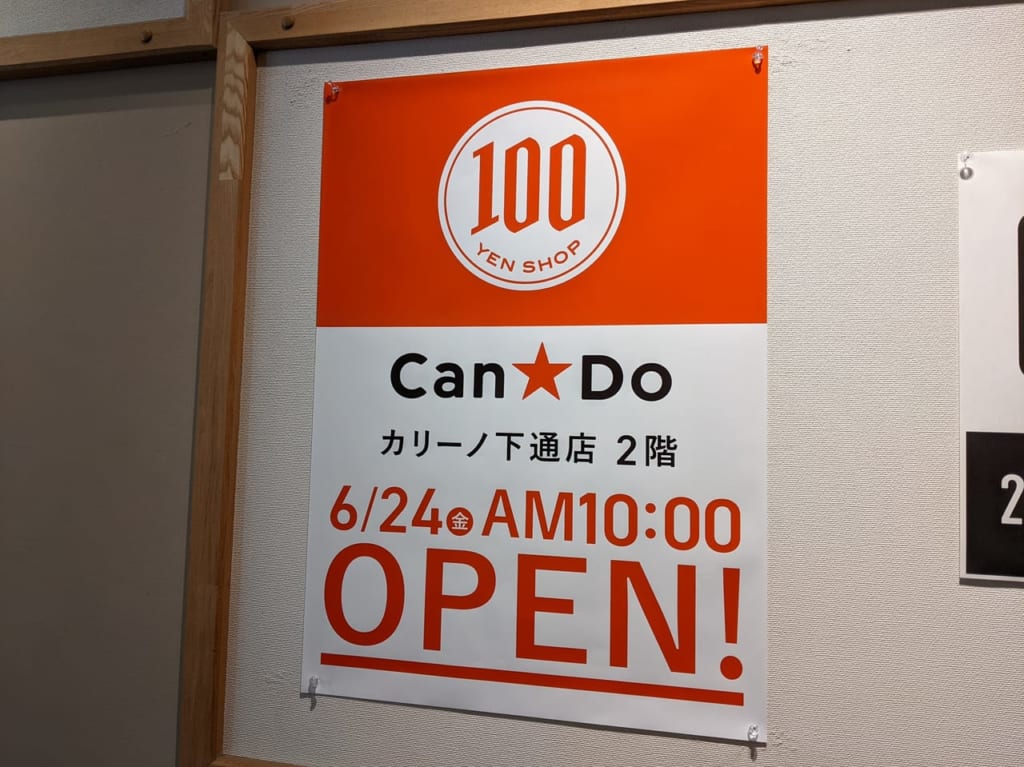 100
YEN SHOP
Can★Do
カリーノ下通店 2階
6/24金 AM10:00
OPEN!
2